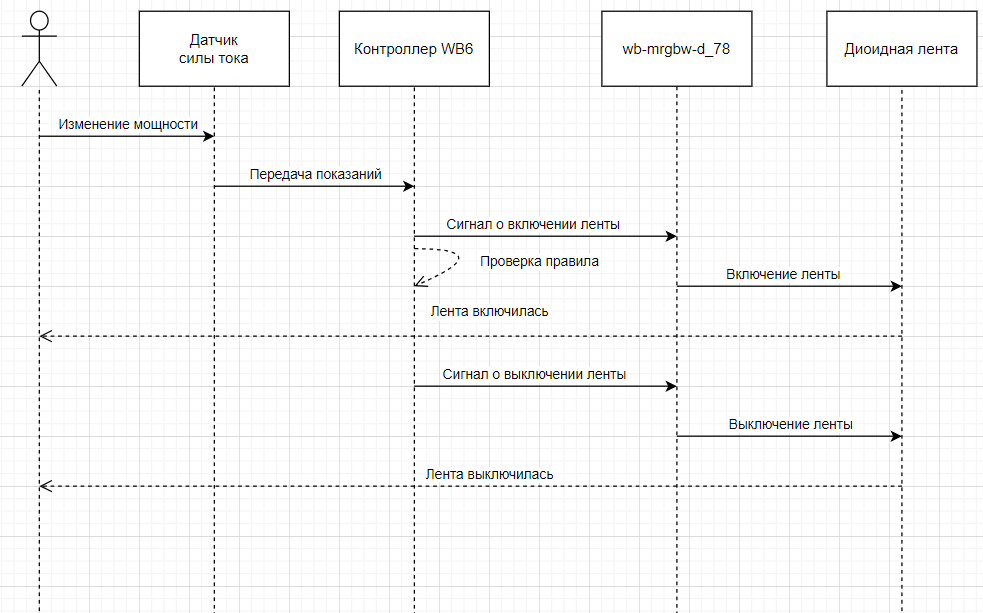 Датчик
силы тока
Контроллер WB6
wb-mrgbw-d_78
Диоидная лента
Изменение мощности
Передача показаний
Сигнал о включении ленты
Проверка правила
Включение ленты
Лента включилась
Сигнал о выключении ленты
Выключение ленты
Лента выключилась